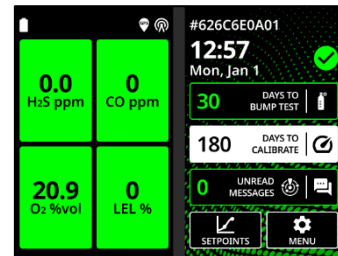 0.0
H2S ppm
0
CO ppm
20.9
O2 %vol
0
LEL %
#626C6E0A01
12:57
Mon, Jan 1
30 DAYS TO
BUMP TEST
180 DAYS TO
CALIBRATE
0 UNREAD
MESSAGES
SETPOINTS
MENU